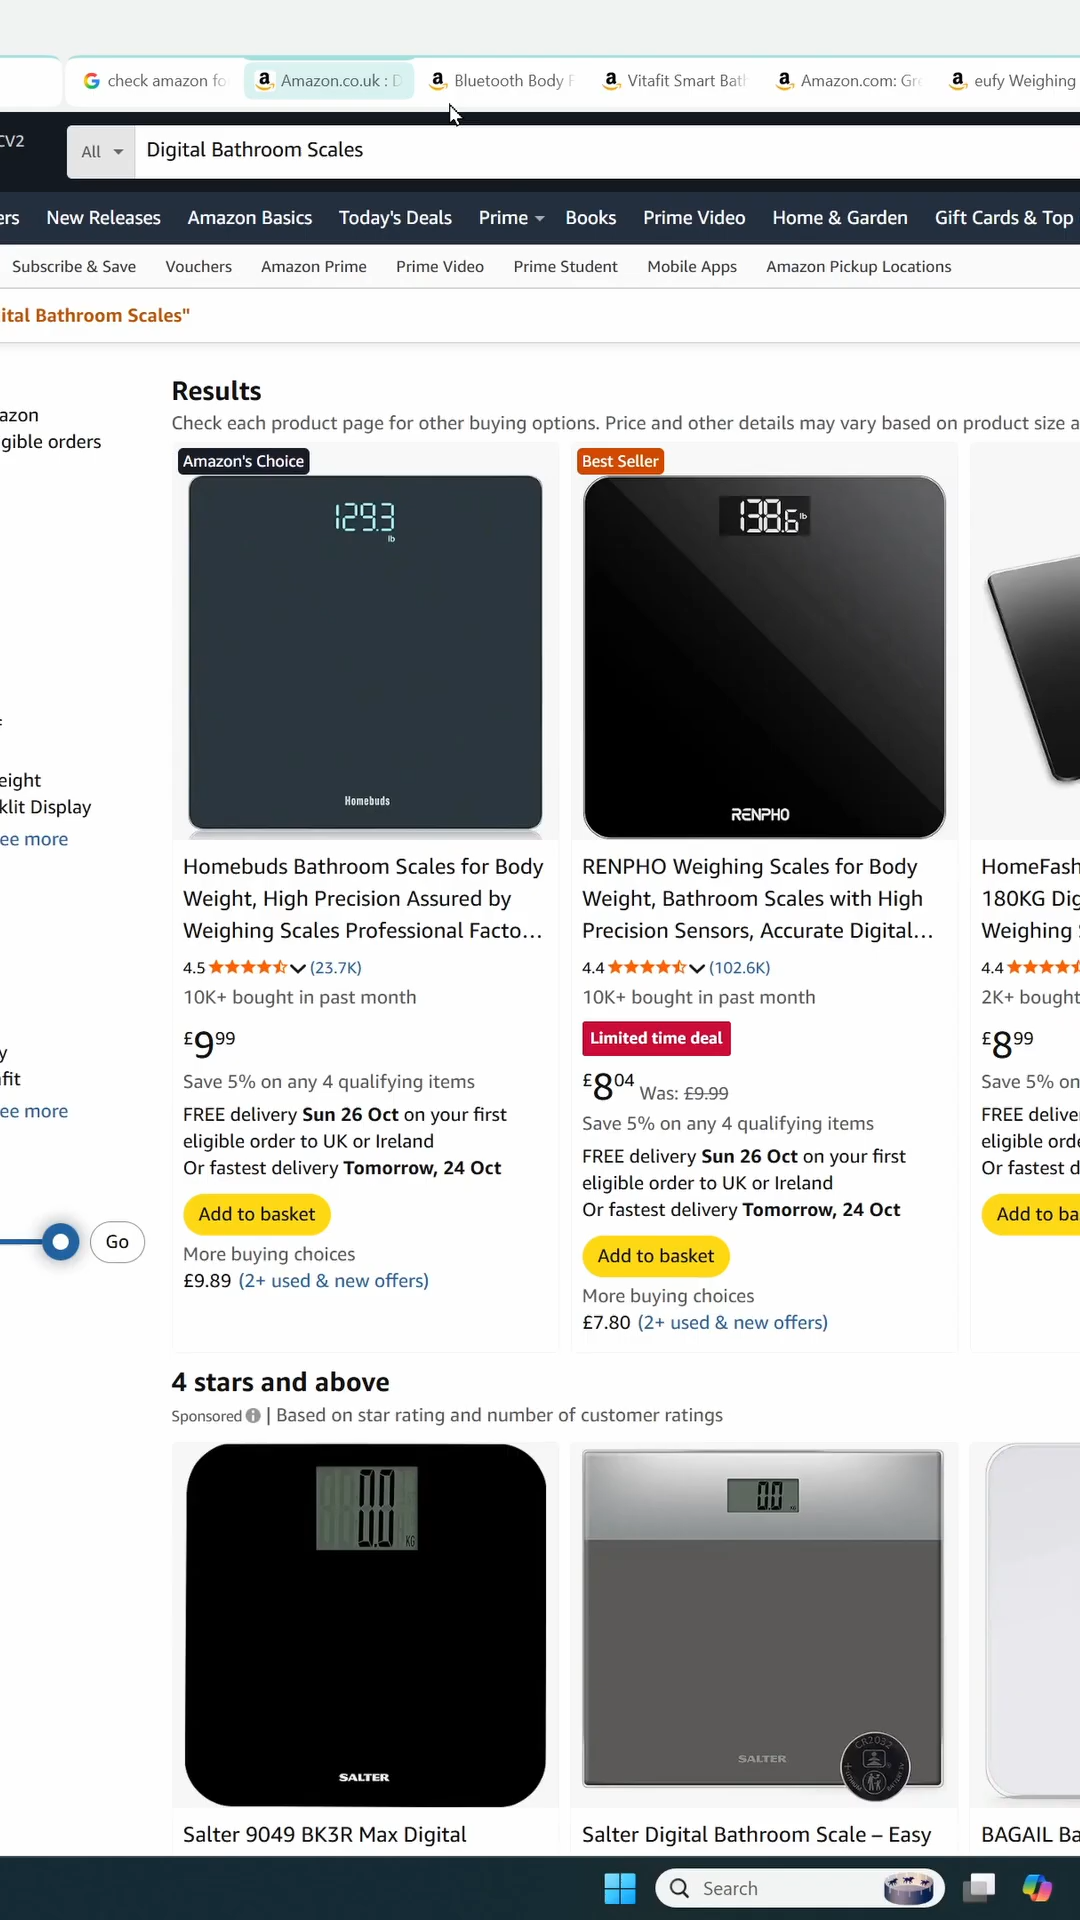 check amazon fo
Amazon.co.uk : D
Bluetooth Body F
Vitafit Smart Bath
Amazon.com: Gre
eufy Weighing
CV2
All
Digital Bathroom Scales
ers
New Releases
Amazon Basics
Today's Deals
Prime
Books
Prime Video
Home & Garden
Gift Cards & Top
Subscribe & Save
Vouchers
Amazon Prime
Prime Video
Prime Student
Mobile Apps
Amazon Pickup Locations
ital Bathroom Scales"
azon
gible orders
eight
klit Display
ee more
y
nfit
ee more
Go
Results
Check each product page for other buying options. Price and other details may vary based on product size a
Amazon's Choice
129.3 lb
Homebuds
Homebuds Bathroom Scales for Body
Weight, High Precision Assured by
Weighing Scales Professional Facto...
4.5 (23.7K)
10K+ bought in past month
£9.99
Save 5% on any 4 qualifying items
FREE delivery Sun 26 Oct on your first
eligible order to UK or Ireland
Or fastest delivery Tomorrow, 24 Oct
Add to basket
More buying choices
£9.89 (2+ used & new offers)
Best Seller
138.6 lb
RENPHO
RENPHO Weighing Scales for Body
Weight, Bathroom Scales with High
Precision Sensors, Accurate Digital...
4.4 (102.6K)
10K+ bought in past month
Limited time deal
£8.04 Was: £9.99
Save 5% on any 4 qualifying items
FREE delivery Sun 26 Oct on your first
eligible order to UK or Ireland
Or fastest delivery Tomorrow, 24 Oct
Add to basket
More buying choices
£7.80 (2+ used & new offers)
HomeFash
180KG Dig
Weighing S
4.4
2K+ bought
£8.99
Save 5% on
FREE delive
eligible orde
Or fastest d
Add to ba
4 stars and above
Sponsored | Based on star rating and number of customer ratings
0.0 KG
SALTER
Salter 9049 BK3R Max Digital
0.0 KG
SALTER
CR2032
Salter Digital Bathroom Scale – Easy
BAGAIL Ba
Search